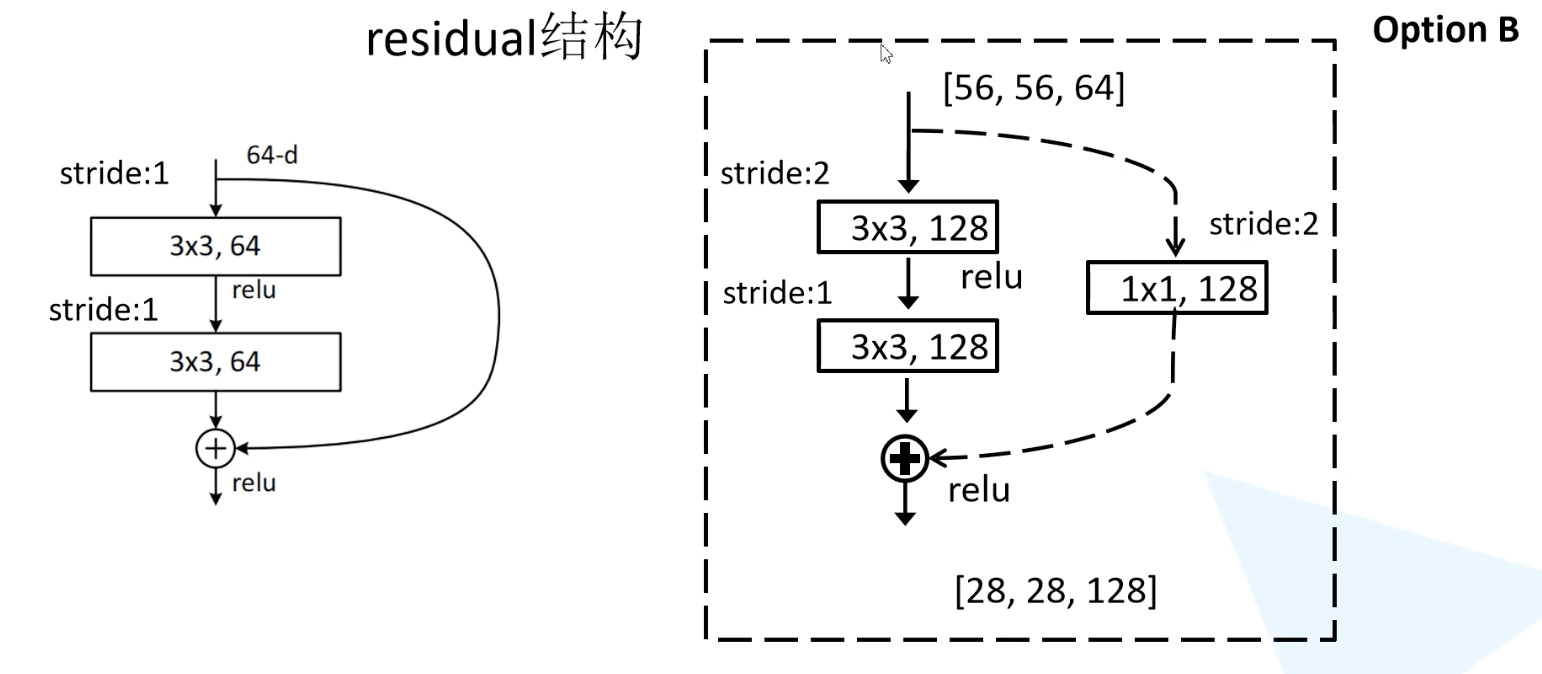 residual结构
Option B
64-d
stride:1
3x3, 64
relu
stride:1
3x3, 64
relu
[56, 56, 64]
stride:2
3x3, 128
stride:2
relu
1x1, 128
stride:1
3x3, 128
relu
[28, 28, 128]